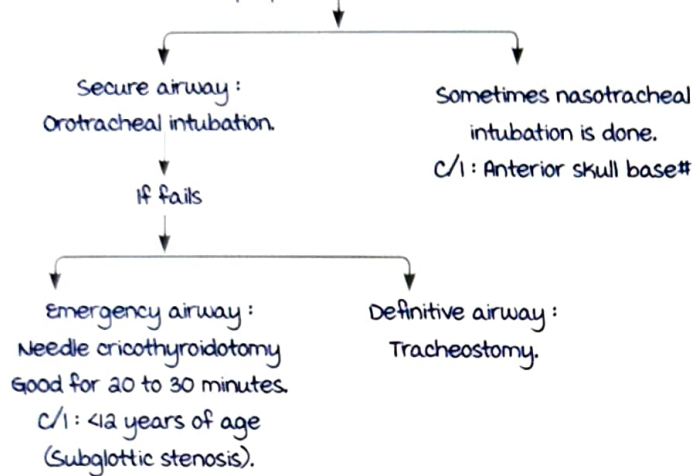 Secure airway :
Orotracheal intubation.
Sometimes nasotracheal
intubation is done.
C/I : Anterior skull base#
If fails
Emergency airway :
Needle cricothyroidotomy
Good for 20 to 30 minutes.
C/I : <12 years of age
(Subglottic stenosis).
Definitive airway :
Tracheostomy.